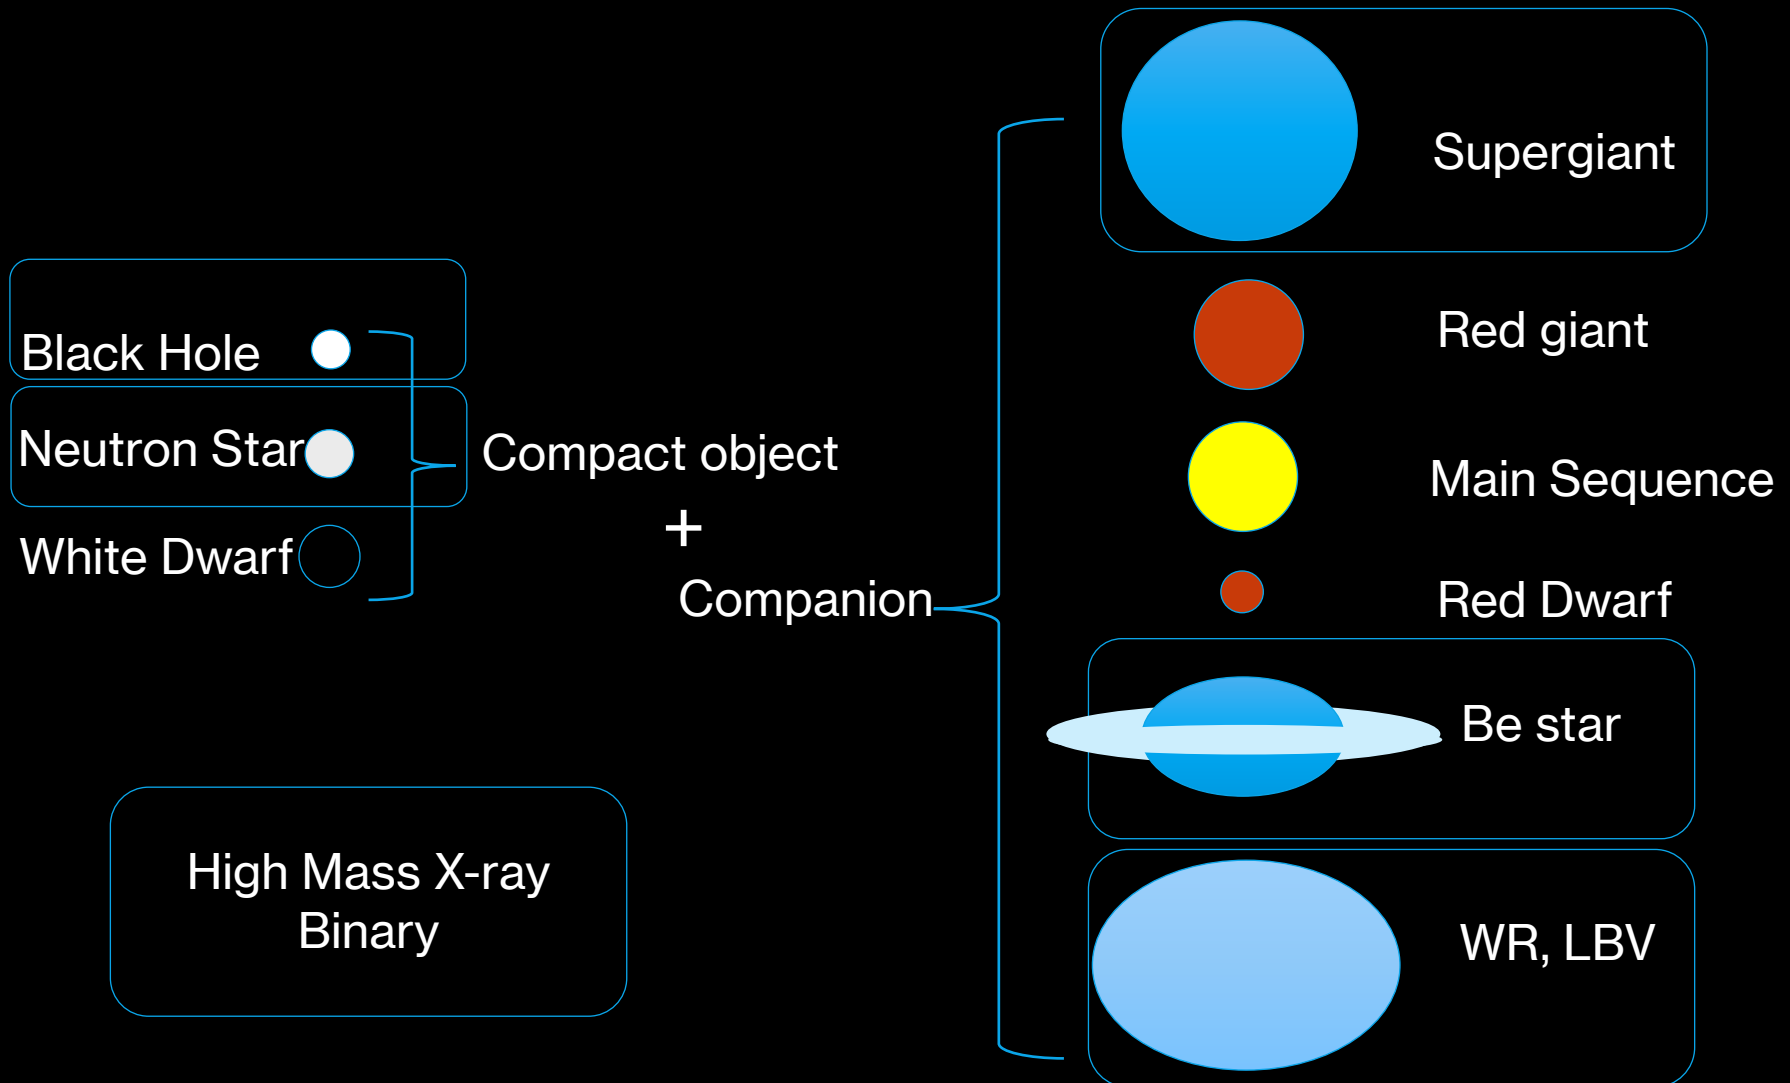 Black Hole
Neutron Star
White Dwarf
Compact object
+
Companion
Supergiant
Red giant
Main Sequence
Red Dwarf
Be star
WR, LBV
High Mass X-ray
Binary